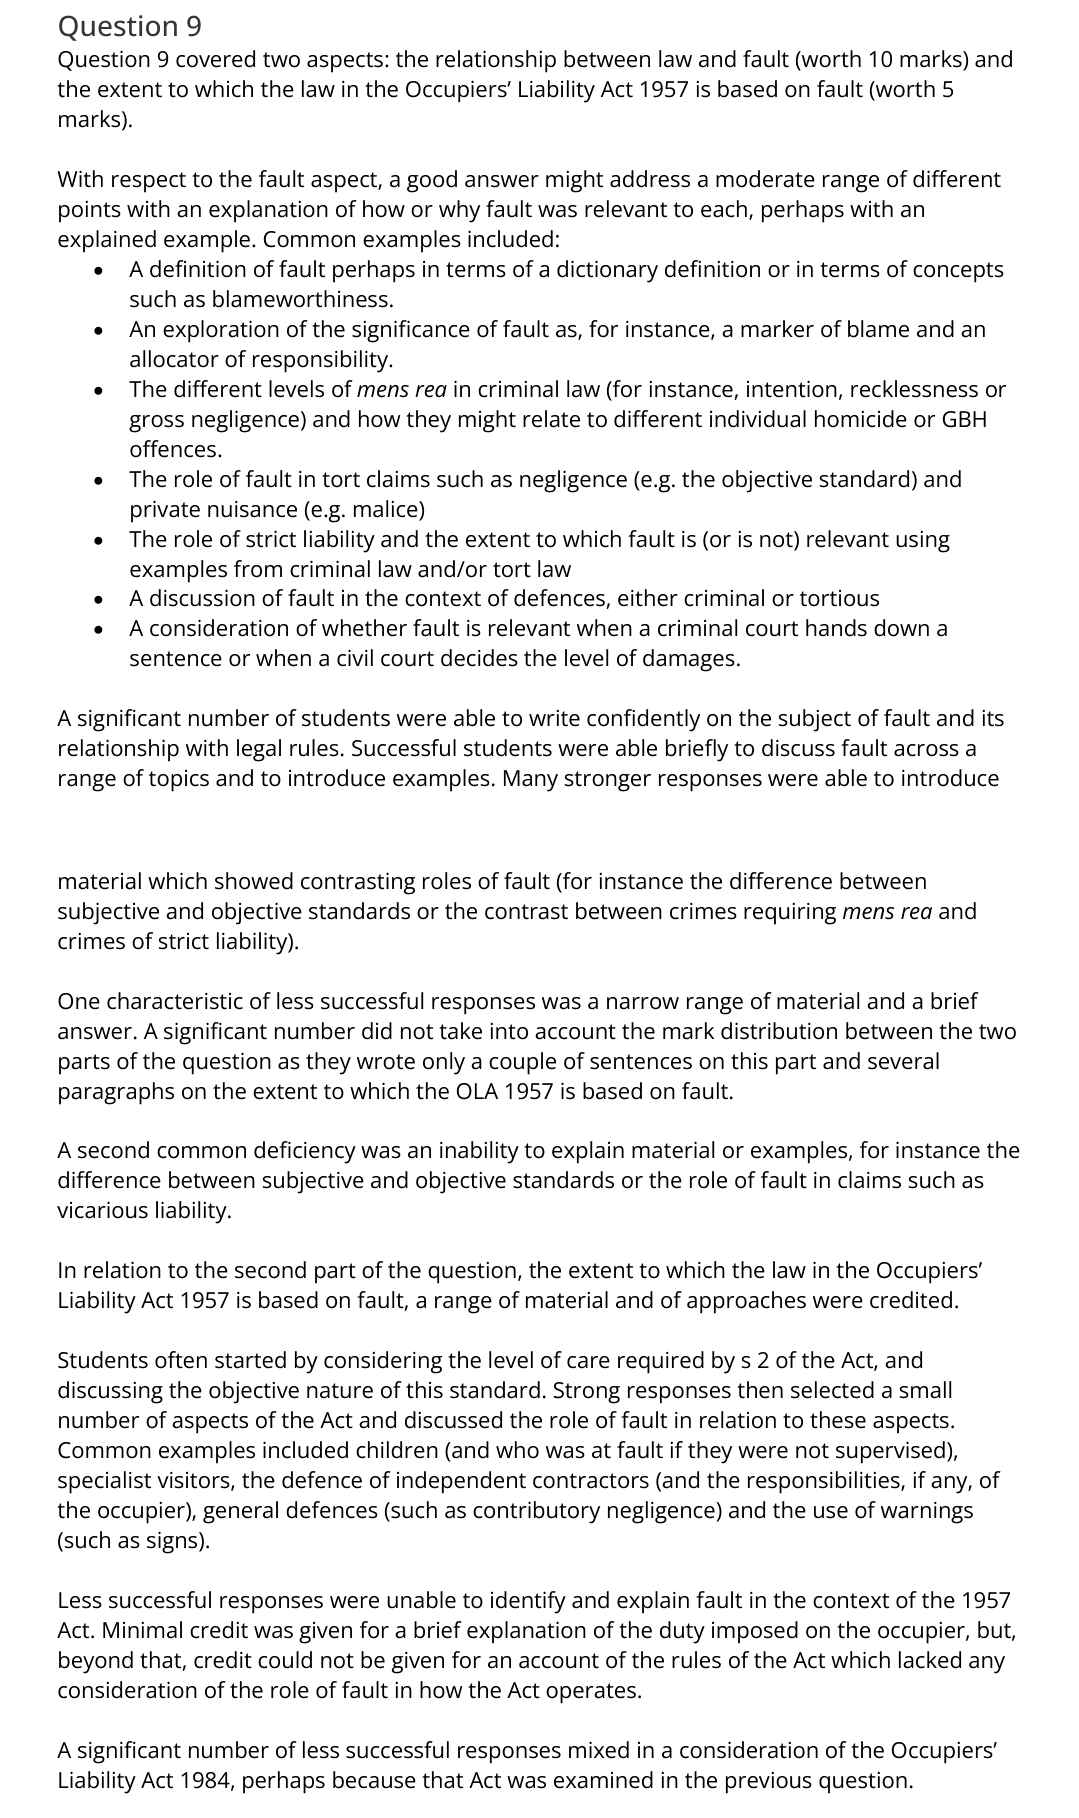 Question 9
Question 9 covered two aspects: the relationship between law and fault (worth 10 marks) and
the extent to which the law in the Occupiers’ Liability Act 1957 is based on fault (worth 5
marks).
With respect to the fault aspect, a good answer might address a moderate range of different
points with an explanation of how or why fault was relevant to each, perhaps with an
explained example. Common examples included:
• A definition of fault perhaps in terms of a dictionary definition or in terms of concepts
such as blameworthiness.
• An exploration of the significance of fault as, for instance, a marker of blame and an
allocator of responsibility.
• The different levels of mens rea in criminal law (for instance, intention, recklessness or
gross negligence) and how they might relate to different individual homicide or GBH
offences.
• The role of fault in tort claims such as negligence (e.g. the objective standard) and
private nuisance (e.g. malice)
• The role of strict liability and the extent to which fault is (or is not) relevant using
examples from criminal law and/or tort law
• A discussion of fault in the context of defences, either criminal or tortious
• A consideration of whether fault is relevant when a criminal court hands down a
sentence or when a civil court decides the level of damages.
A significant number of students were able to write confidently on the subject of fault and its
relationship with legal rules. Successful students were able briefly to discuss fault across a
range of topics and to introduce examples. Many stronger responses were able to introduce
material which showed contrasting roles of fault (for instance the difference between
subjective and objective standards or the contrast between crimes requiring mens rea and
crimes of strict liability).
One characteristic of less successful responses was a narrow range of material and a brief
answer. A significant number did not take into account the mark distribution between the two
parts of the question as they wrote only a couple of sentences on this part and several
paragraphs on the extent to which the OLA 1957 is based on fault.
A second common deficiency was an inability to explain material or examples, for instance the
difference between subjective and objective standards or the role of fault in claims such as
vicarious liability.
In relation to the second part of the question, the extent to which the law in the Occupiers’
Liability Act 1957 is based on fault, a range of material and of approaches were credited.
Students often started by considering the level of care required by s 2 of the Act, and
discussing the objective nature of this standard. Strong responses then selected a small
number of aspects of the Act and discussed the role of fault in relation to these aspects.
Common examples included children (and who was at fault if they were not supervised),
specialist visitors, the defence of independent contractors (and the responsibilities, if any, of
the occupier), general defences (such as contributory negligence) and the use of warnings
(such as signs).
Less successful responses were unable to identify and explain fault in the context of the 1957
Act. Minimal credit was given for a brief explanation of the duty imposed on the occupier, but,
beyond that, credit could not be given for an account of the rules of the Act which lacked any
consideration of the role of fault in how the Act operates.
A significant number of less successful responses mixed in a consideration of the Occupiers’
Liability Act 1984, perhaps because that Act was examined in the previous question.